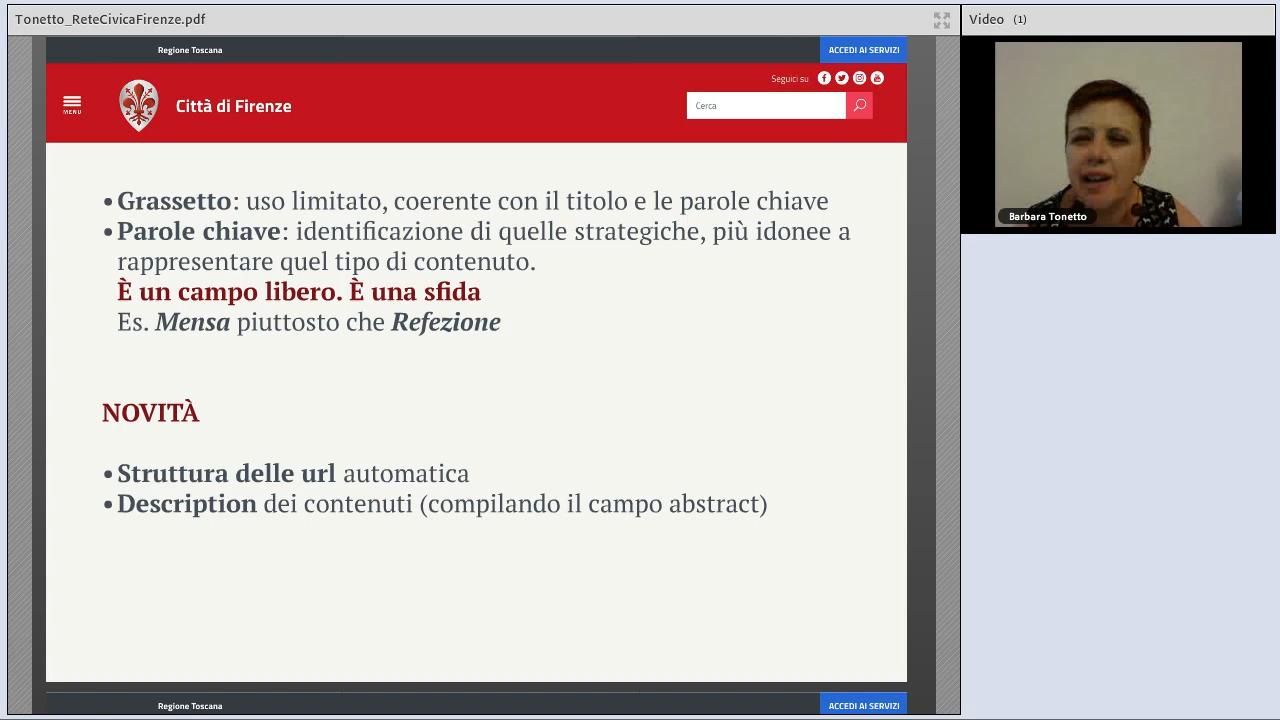 Tonetto_ReteCivicaFirenze.pdf
Video (1)
Regione Toscana
ACCEDI AI SERVIZI
Seguici su
MENU
Città di Firenze
Cerca
• Grassetto: uso limitato, coerente con il titolo e le parole chiave
• Parole chiave: identificazione di quelle strategiche, più idonee a
rappresentare quel tipo di contenuto.
È un campo libero. È una sfida
Es. Mensa piuttosto che Refezione
NOVITÀ
• Struttura delle url automatica
• Description dei contenuti (compilando il campo abstract)
Barbara Tonetto
Regione Toscana
ACCEDI AI SERVIZI